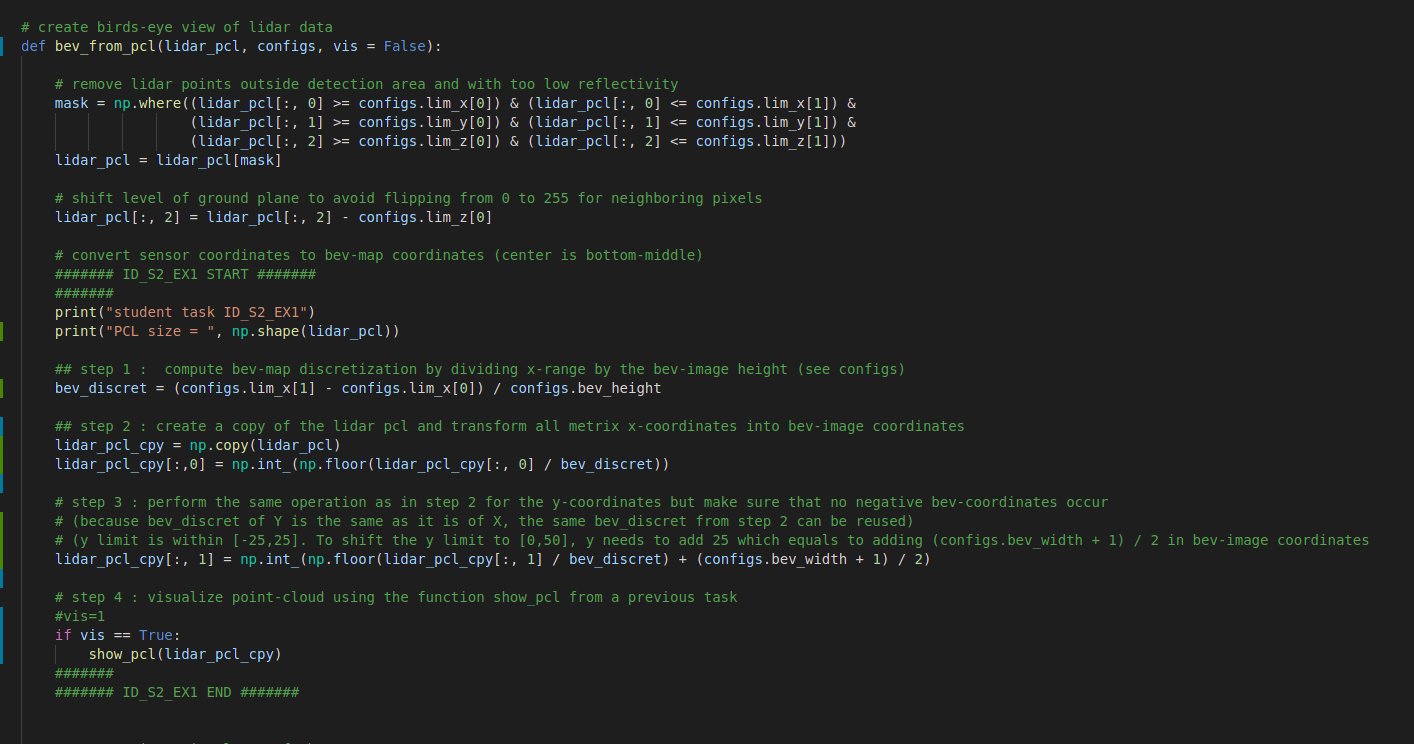 # create birds-eye view of lidar data
def bev_from_pcl(lidar_pcl, configs, vis = False):
# remove lidar points outside detection area and with too low reflectivity
mask = np.where((lidar_pcl[:, 0] >= configs.lim_x[0]) & (lidar_pcl[:, 0] <= configs.lim_x[1]) &
(lidar_pcl[:, 1] >= configs.lim_y[0]) & (lidar_pcl[:, 1] <= configs.lim_y[1]) &
(lidar_pcl[:, 2] >= configs.lim_z[0]) & (lidar_pcl[:, 2] <= configs.lim_z[1]))
lidar_pcl = lidar_pcl[mask]
# shift level of ground plane to avoid flipping from 0 to 255 for neighboring pixels
lidar_pcl[:, 2] = lidar_pcl[:, 2] - configs.lim_z[0]
# convert sensor coordinates to bev-map coordinates (center is bottom-middle)
####### ID_S2_EX1 START #######
#######
print("student task ID_S2_EX1")
print("PCL size = ", np.shape(lidar_pcl))
## step 1 :  compute bev-map discretization by dividing x-range by the bev-image height (see configs)
bev_discret = (configs.lim_x[1] - configs.lim_x[0]) / configs.bev_height
## step 2 : create a copy of the lidar pcl and transform all metrix x-coordinates into bev-image coordinates
lidar_pcl_cpy = np.copy(lidar_pcl)
lidar_pcl_cpy[:,0] = np.int_(np.floor(lidar_pcl_cpy[:, 0] / bev_discret))
# step 3 : perform the same operation as in step 2 for the y-coordinates but make sure that no negative bev-coordinates occur
# (because bev_discret of Y is the same as it is of X, the same bev_discret from step 2 can be reused)
# (y limit is within [-25,25]. To shift the y limit to [0,50], y needs to add 25 which equals to adding (configs.bev_width + 1) / 2 in bev-image coordinates
lidar_pcl_cpy[:, 1] = np.int_(np.floor(lidar_pcl_cpy[:, 1] / bev_discret) + (configs.bev_width + 1) / 2)
# step 4 : visualize point-cloud using the function show_pcl from a previous task
#vis=1
if vis == True:
show_pcl(lidar_pcl_cpy)
#######
####### ID_S2_EX1 END #######